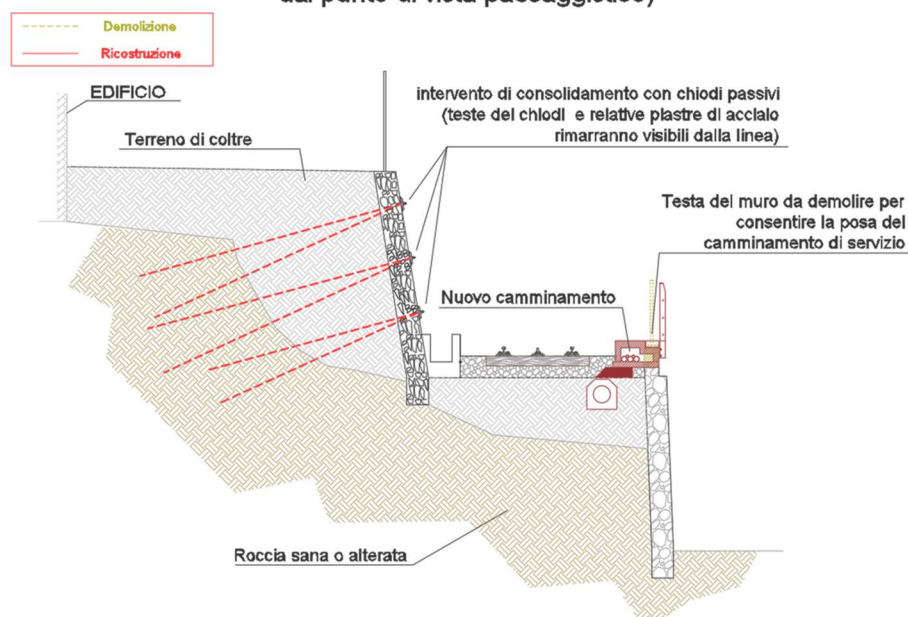 dal punto di vista paesaggistico)
Demolizione
Ricostruzione
EDIFICIO
Terreno di coltre
intervento di consolidamento con chiodi passivi
(teste dei chiodi e relative piastre di acciaio
rimarranno visibili dalla linea)
Testa del muro da demolire per
consentire la posa del
camminamento di servizio
Nuovo camminamento
Roccia sana o alterata